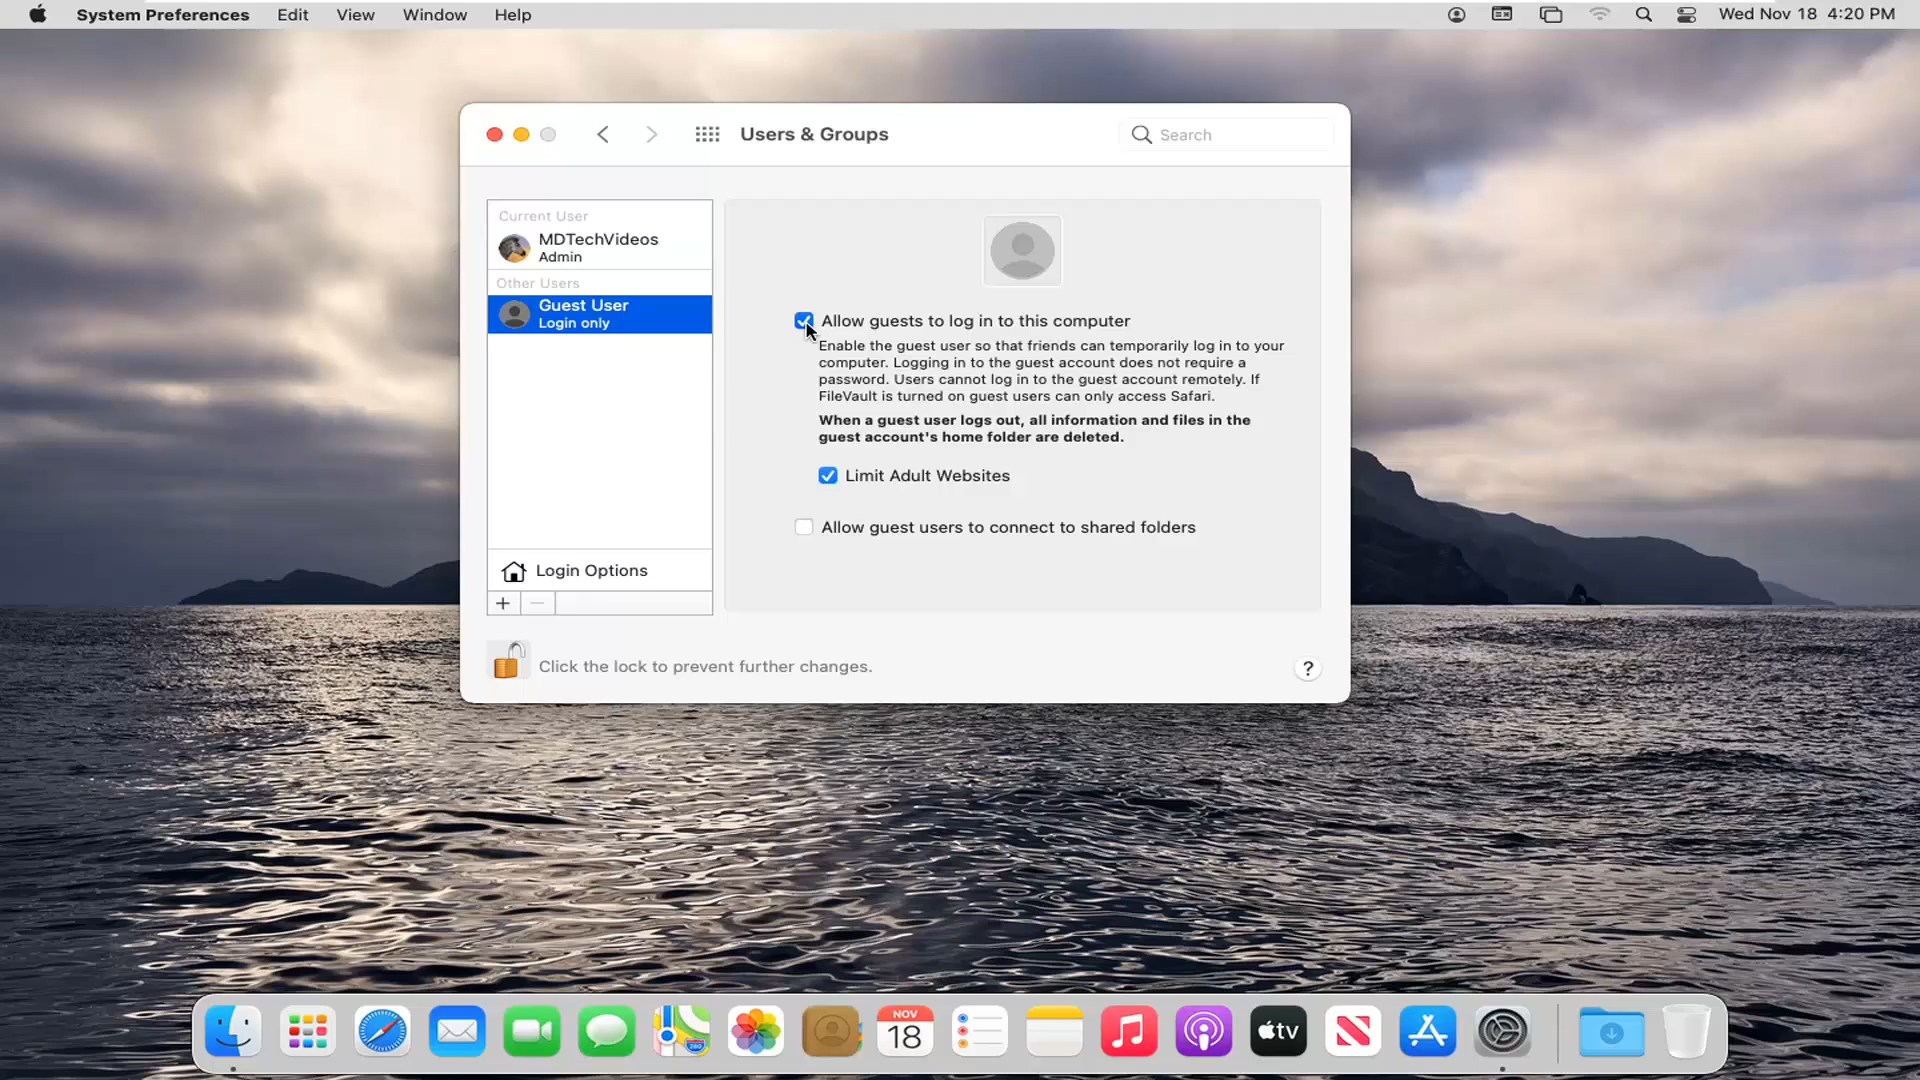 System Preferences Edit View Window Help Wed Nov 18 4:20 PM
Users & Groups
Search
Current User
MDTechVideos
Admin
Other Users
Guest User
Login only
Login Options
Allow guests to log in to this computer
Enable the guest user so that friends can temporarily log in to your
computer. Logging in to the guest account does not require a
password. Users cannot log in to the guest account remotely. If
FileVault is turned on guest users can only access Safari.
When a guest user logs out, all information and files in the
guest account's home folder are deleted.
Limit Adult Websites
Allow guest users to connect to shared folders
Click the lock to prevent further changes.
?
NOV
18
280
tv